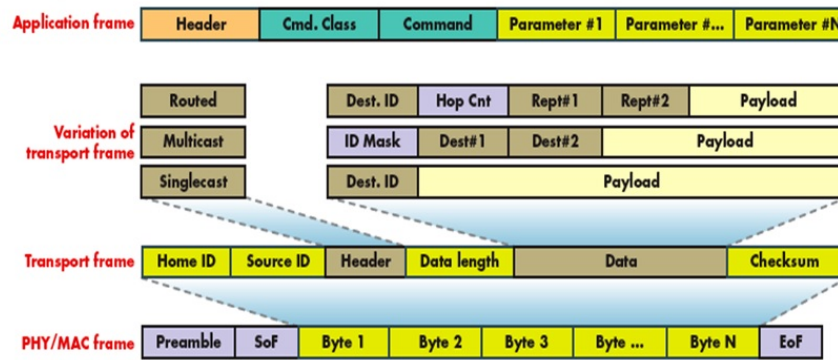 Application frame Header Cmd. Class Command Parameter #1 Parameter #... Parameter #N
Routed Dest. ID Hop Cnt Rept#1 Rept#2 Payload
Variation of
transport frame
Multicast ID Mask Dest#1 Dest#2 Payload
Singlecast Dest. ID Payload
Transport frame Home ID Source ID Header Data length Data Checksum
PHY/MAC frame Preamble SoF Byte 1 Byte 2 Byte 3 Byte ... Byte N EoF